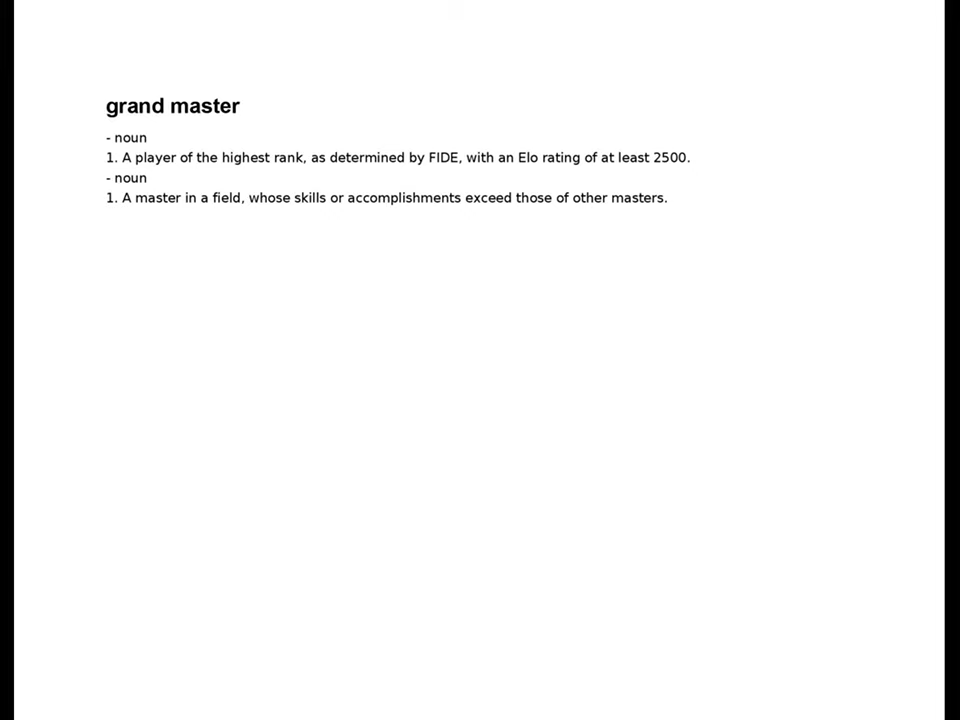 grand master
- noun
1. A player of the highest rank, as determined by FIDE, with an Elo rating of at least 2500.
- noun
1. A master in a field, whose skills or accomplishments exceed those of other masters.